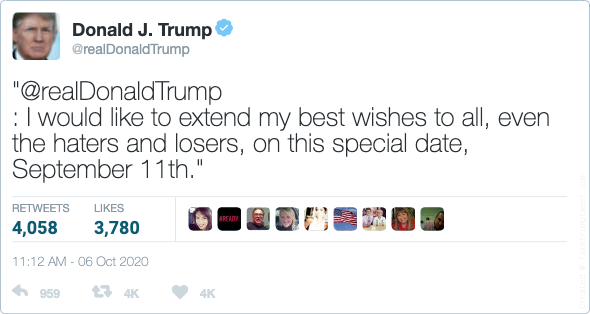 Donald J. Trump
@realDonaldTrump
"@realDonaldTrump
: I would like to extend my best wishes to all, even
the haters and losers, on this special date,
September 11th."
RETWEETS LIKES
4,058 3,780
#READY
11:12 AM - 06 Oct 2020
959 4K 4K